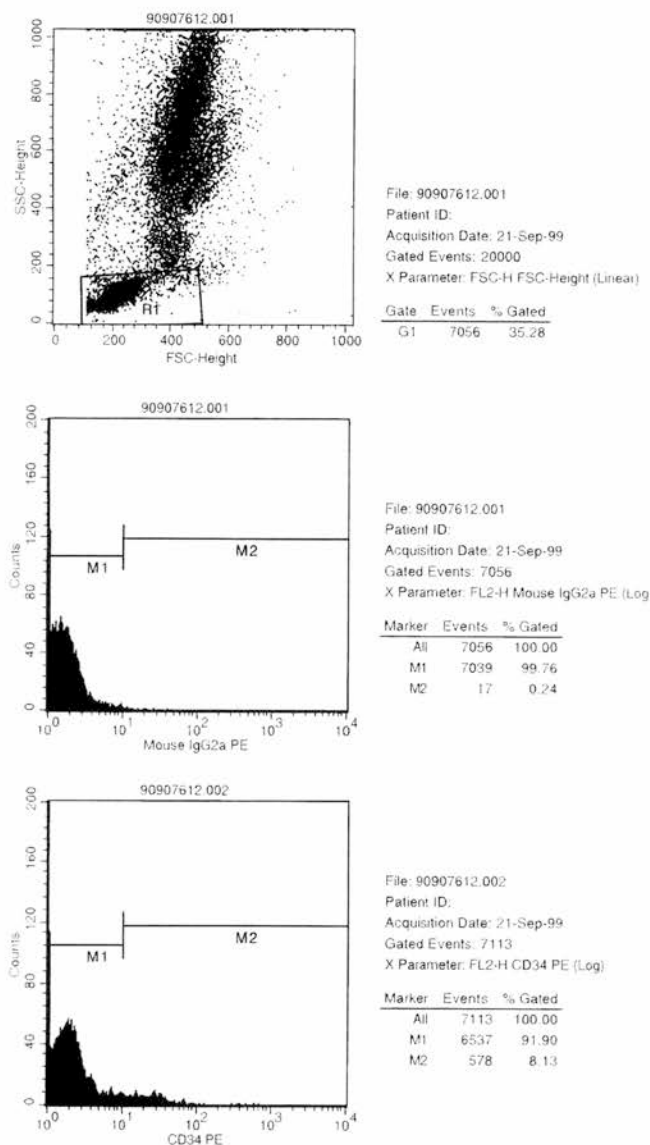 90907612.001
1000
800
600
400
200
0
SSC-Height
R1
0 200 400 600 800 1000
FSC-Height
File: 90907612.001
Patient ID:
Acquisition Date: 21-Sep-99
Gated Events: 20000
X Parameter: FSC-H FSC-Height (Linear)
Gate Events % Gated
G1 7056 35.28
90907612.001
200
160
120
80
40
0
Counts
M1
M2
10^0 10^1 10^2 10^3 10^4
Mouse IgG2a PE
File: 90907612.001
Patient ID:
Acquisition Date: 21-Sep-99
Gated Events: 7056
X Parameter: FL2-H Mouse IgG2a PE (Log
Marker Events % Gated
All 7056 100.00
M1 7039 99.76
M2 17 0.24
90907612.002
200
160
120
80
40
0
Counts
M1
M2
10^0 10^1 10^2 10^3 10^4
CD34 PE
File: 90907612.002
Patient ID:
Acquisition Date: 21-Sep-99
Gated Events: 7113
X Parameter: FL2-H CD34 PE (Log)
Marker Events % Gated
All 7113 100.00
M1 6537 91.90
M2 578 8.13